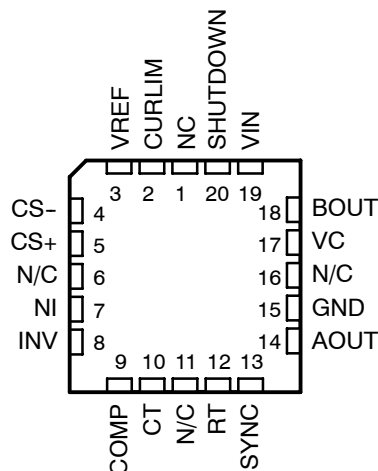 VREF
CURLIM
NC
SHUTDOWN
VIN
3 2 1 20 19
CS− 4
CS+ 5
N/C 6
NI 7
INV 8
18 BOUT
17 VC
16 N/C
15 GND
14 AOUT
9 10 11 12 13
COMP
CT
N/C
RT
SYNC